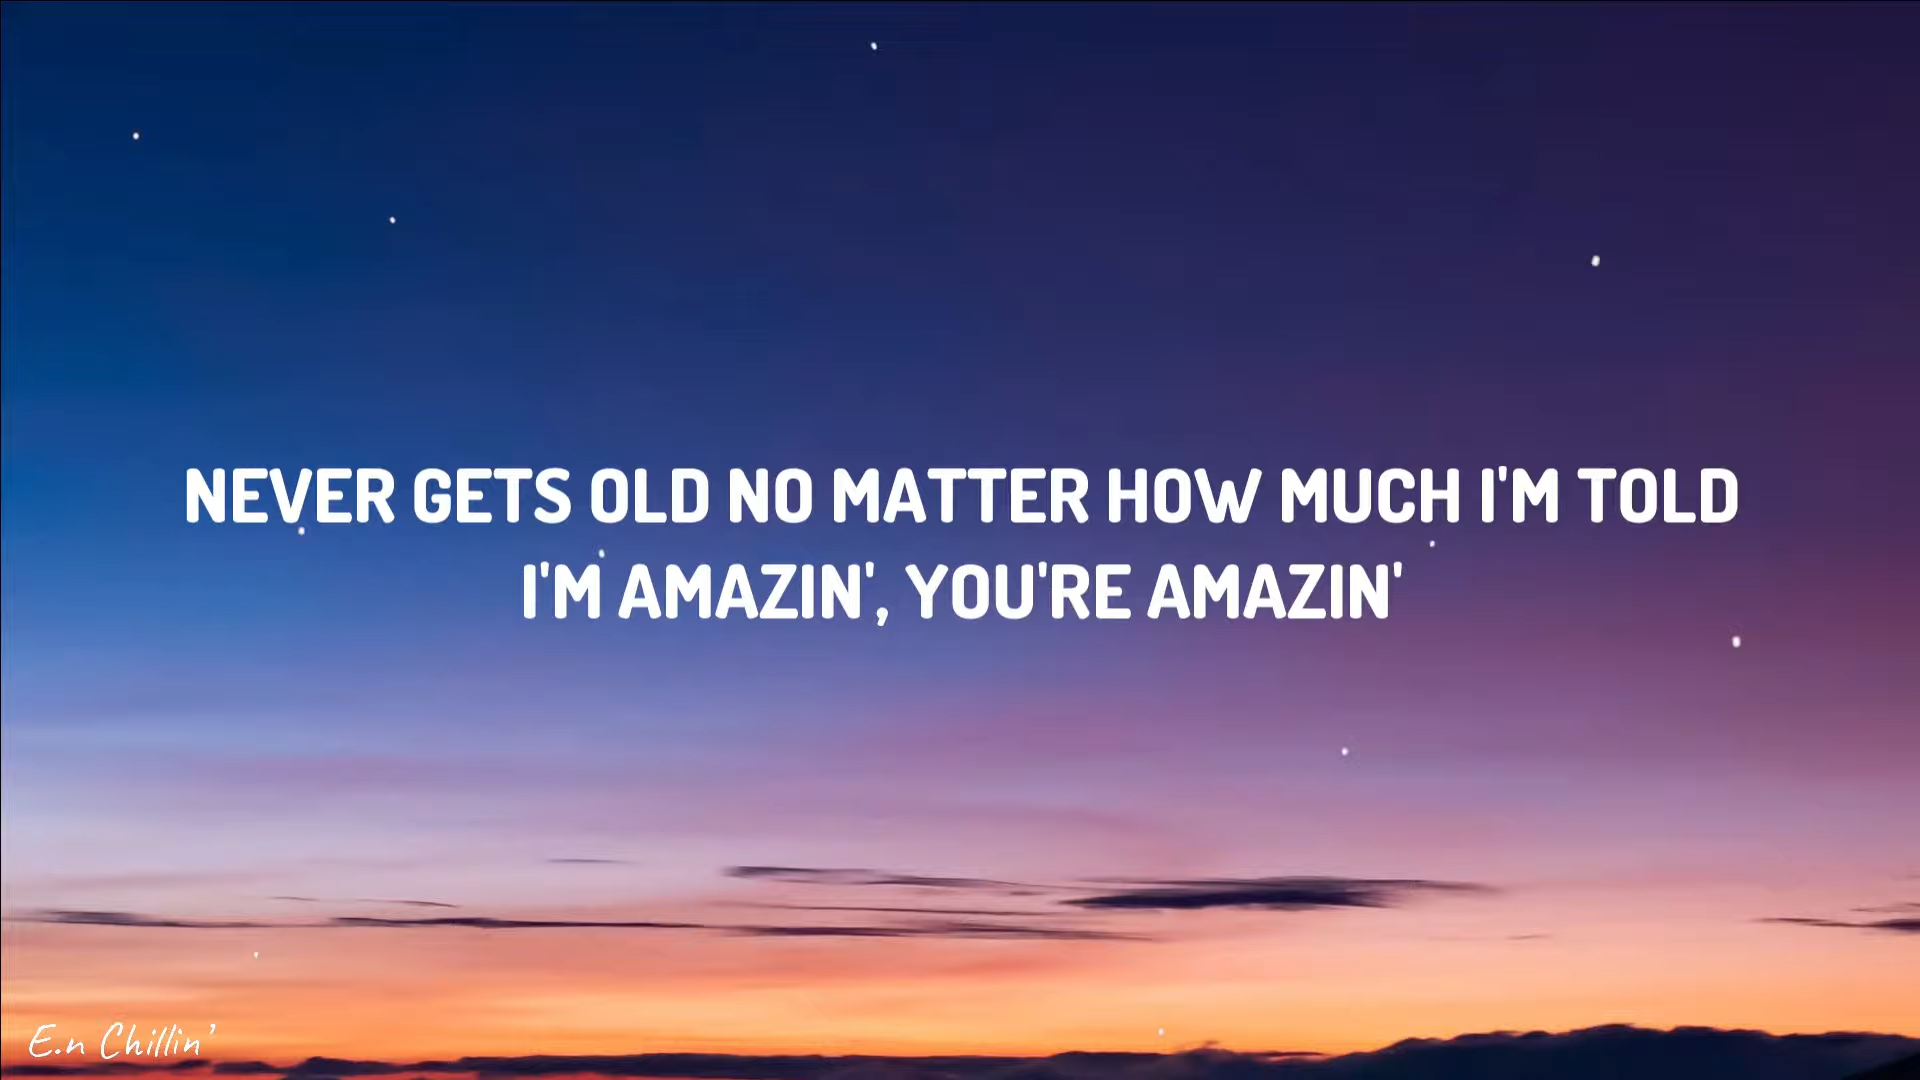 NEVER GETS OLD NO MATTER HOW MUCH I'M TOLD
I'M AMAZIN', YOU'RE AMAZIN'
E.n Chillin'